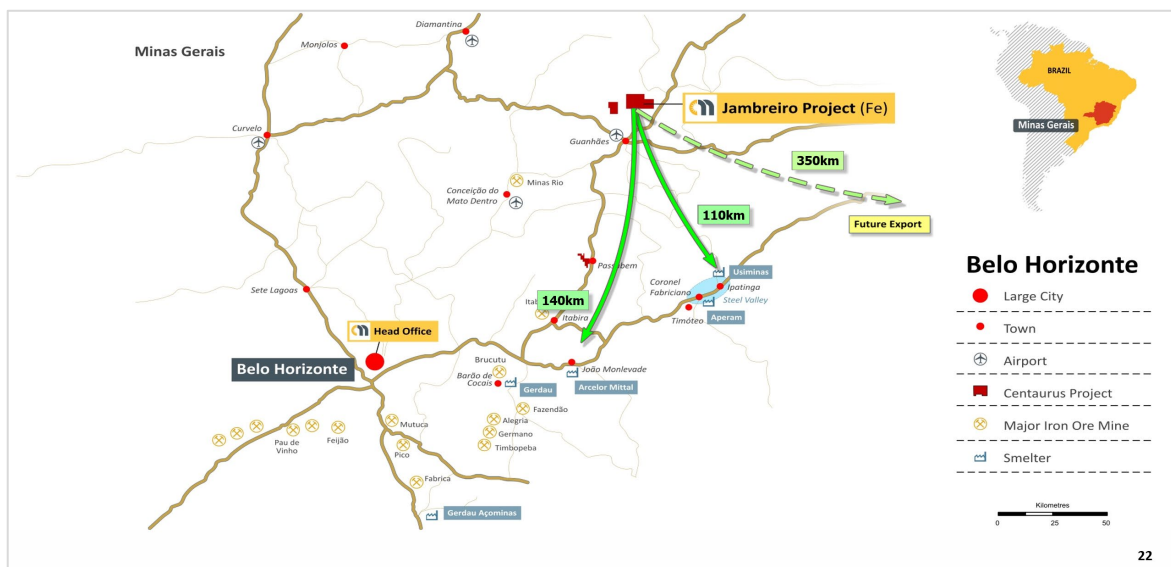 Minas Gerais
Monjolos
Diamantina
Curvelo
Jambreiro Project (Fe)
Guanhães
350km
Conceição do
Mato Dentro
Minas Rio
110km
Future Export
Passabem
Sete Lagoas
140km
Itab
Itabira
Coronel
Fabriciano
Usiminas
Ipatinga
Steel Valley
Timóteo
Aperam
Head Office
Belo Horizonte
Brucutu
Barão de
Cocais
Gerdau
João Monlevade
Arcelor Mittal
Fazendão
Alegria
Germano
Timbopeba
Mutuca
Pico
Pau de
Vinho
Feijão
Fabrica
Gerdau Açominas
BRAZIL
Minas Gerais
Belo Horizonte
Large City
Town
Airport
Centaurus Project
Major Iron Ore Mine
Smelter
Kilometres
0 25 50
22